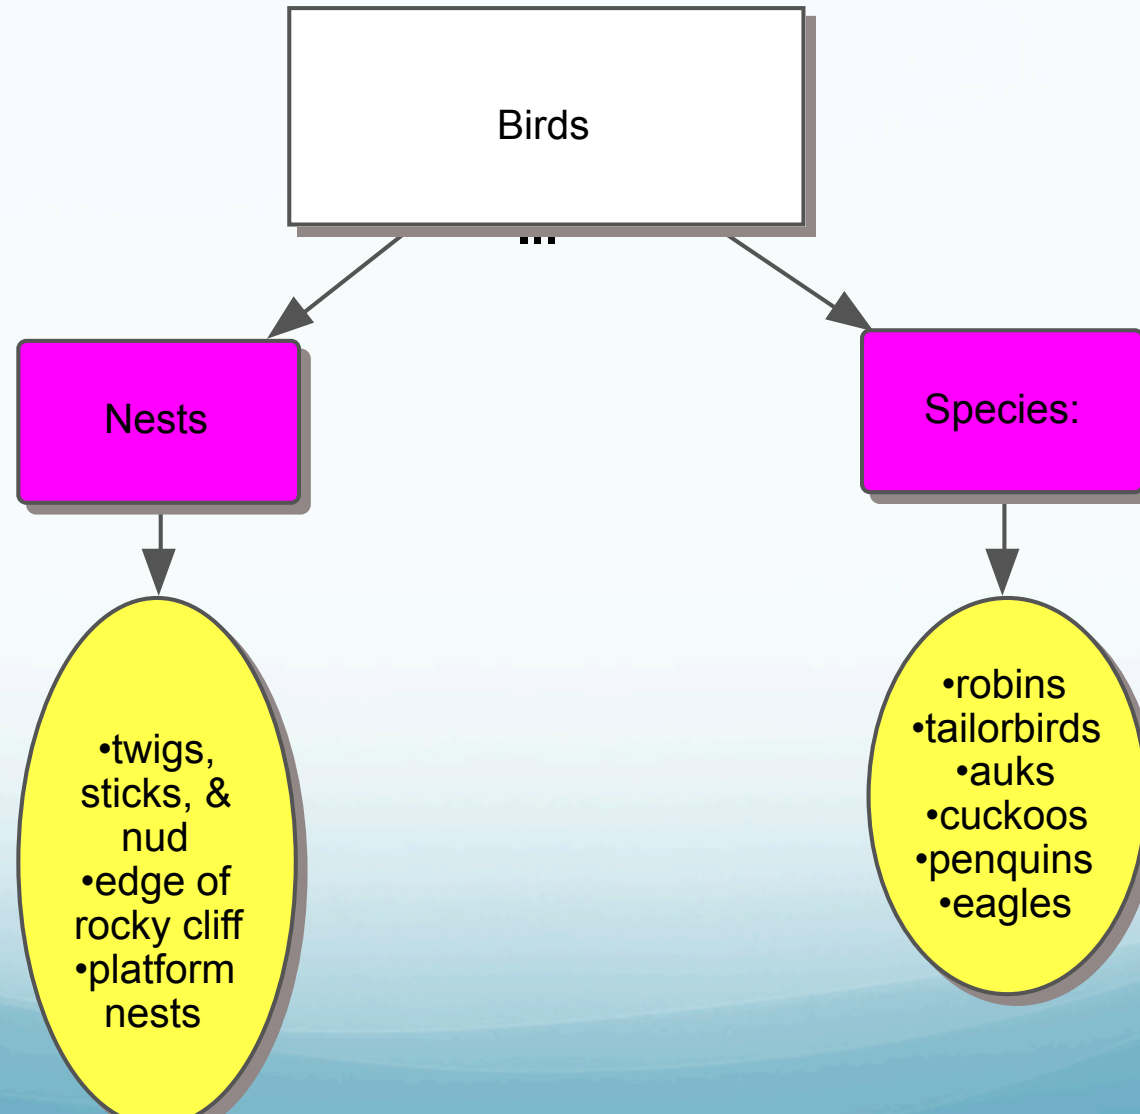 Birds
...
Nests
Species:
•twigs,
sticks, &
nud
•edge of
rocky cliff
•platform
nests
•robins
•tailorbirds
•auks
•cuckoos
•penquins
•eagles